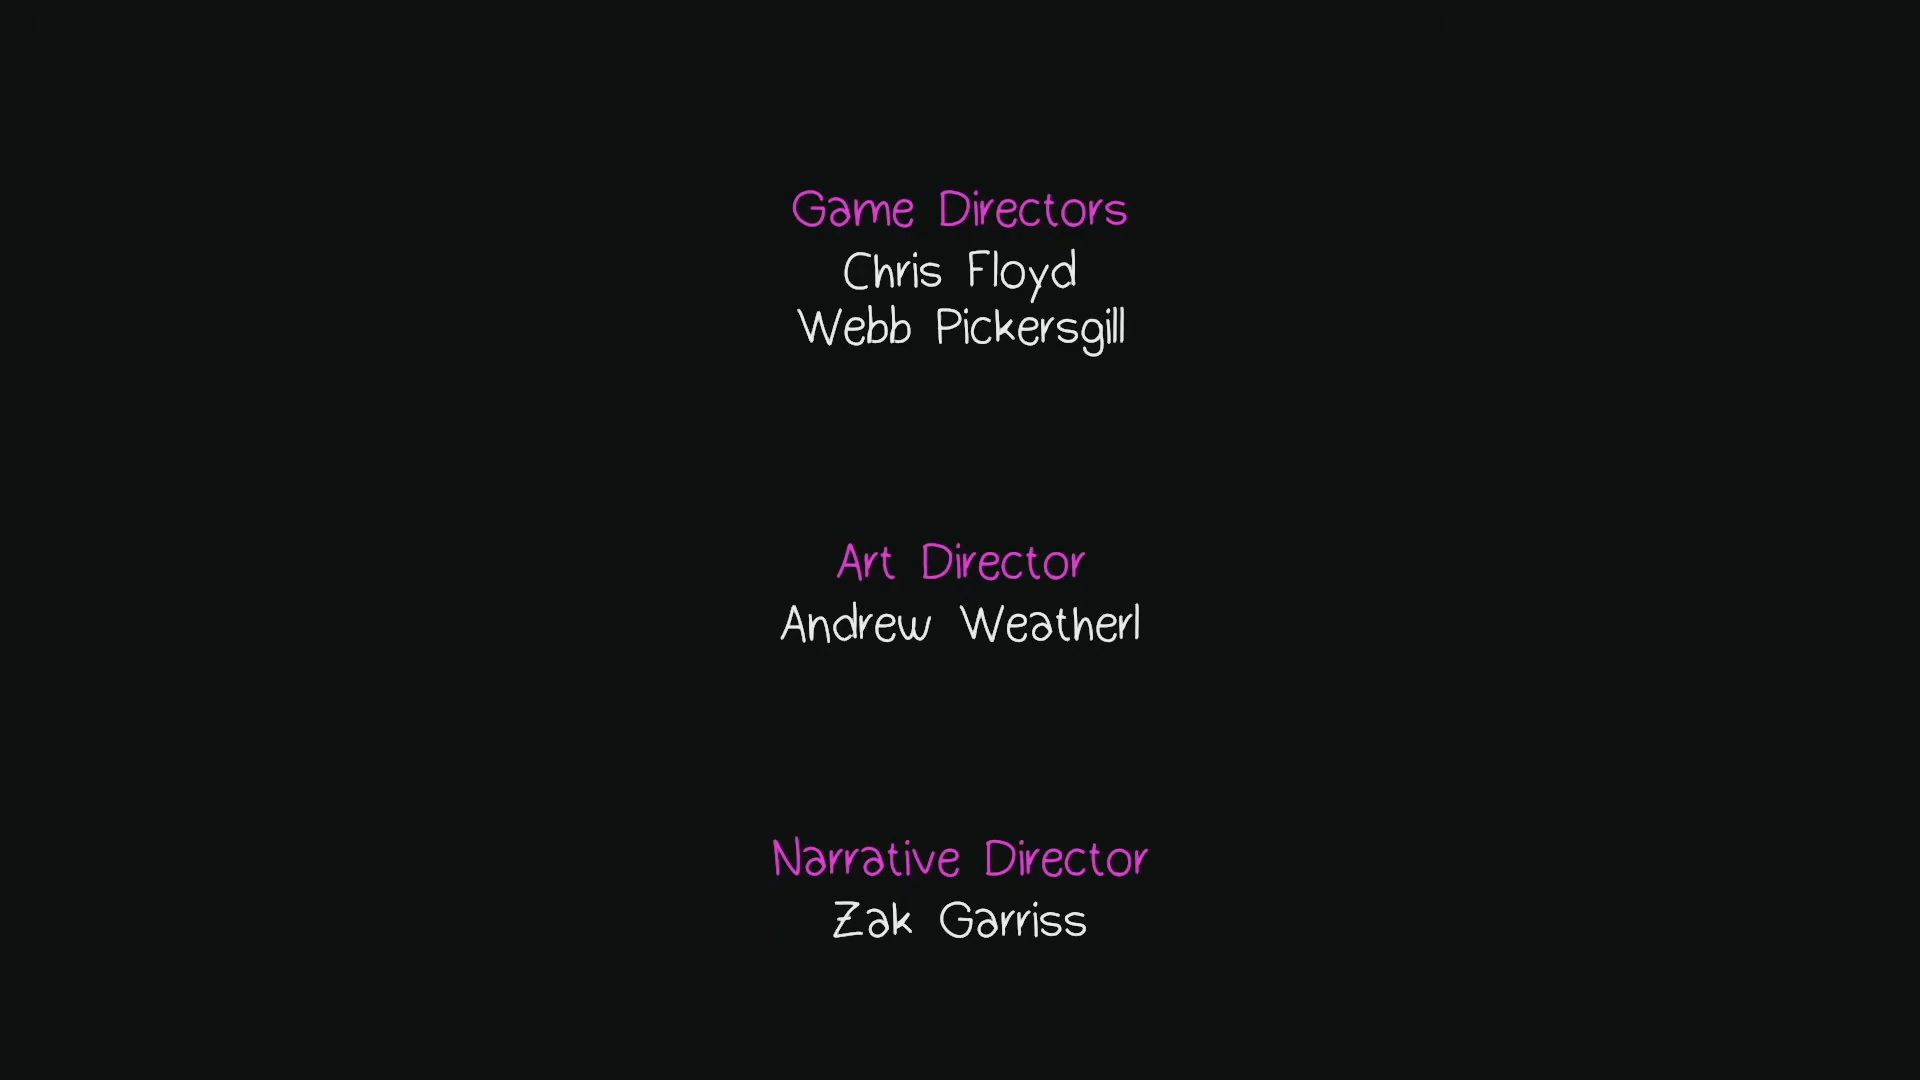 Game Directors
Chris Floyd
Webb Pickersgill
Art Director
Andrew Weatherl
Narrative Director
Zak Garriss